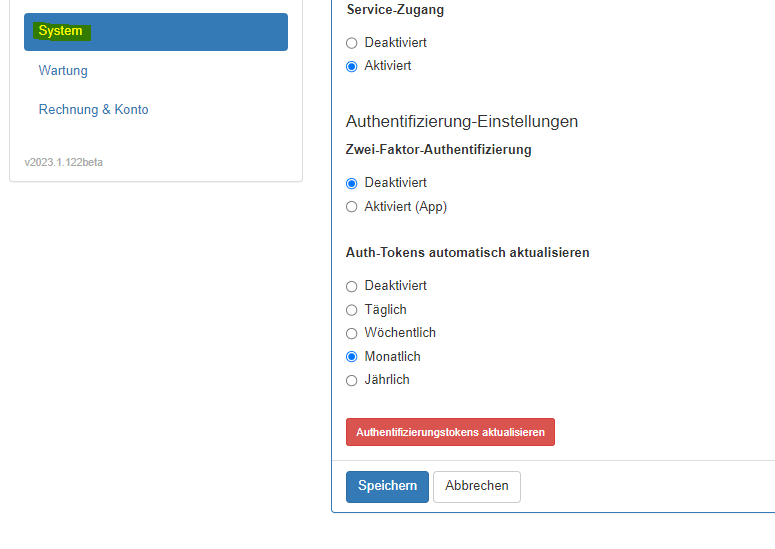 System
Wartung
Rechnung & Konto
v2023.1.122beta
Service-Zugang
Deaktiviert
Aktiviert
Authentifizierung-Einstellungen
Zwei-Faktor-Authentifizierung
Deaktiviert
Aktiviert (App)
Auth-Tokens automatisch aktualisieren
Deaktiviert
Täglich
Wöchentlich
Monatlich
Jährlich
Authentifizierungstokens aktualisieren
Speichern Abbrechen